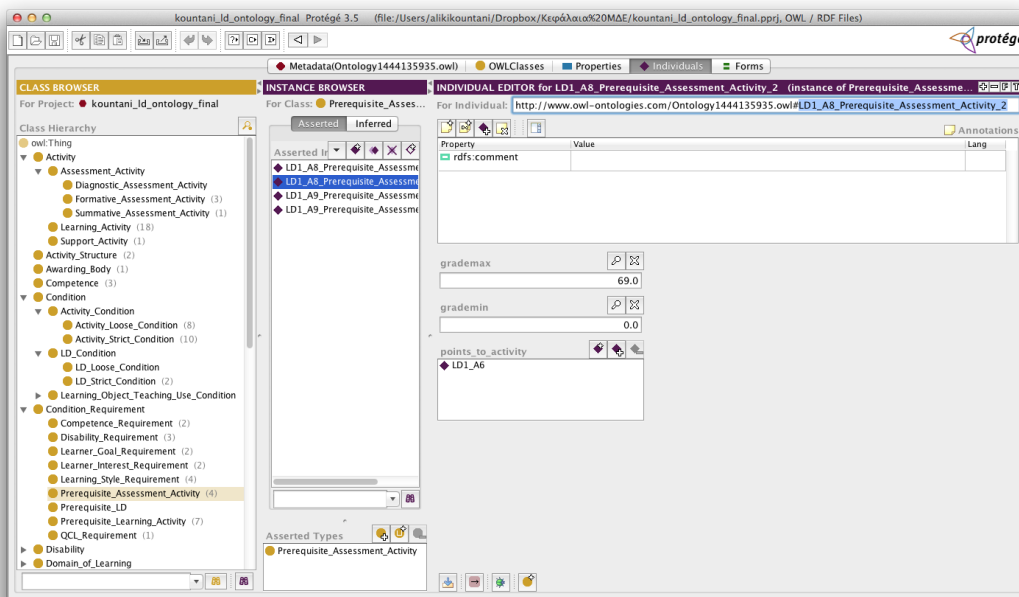 kountani_ld_ontology_final Protégé 3.5 (file:/Users/alikikountani/Dropbox/Κεφάλαια%20ΜΔΕ/kountani_ld_ontology_final.pprj, OWL / RDF Files)
protégé
Metadata(Ontology1444135935.owl) OWLClasses Properties Individuals Forms
CLASS BROWSER
For Project: kountani_ld_ontology_final
Class Hierarchy
owl:Thing
Activity
Assessment_Activity
Diagnostic_Assessment_Activity
Formative_Assessment_Activity (3)
Summative_Assessment_Activity (1)
Learning_Activity (18)
Support_Activity (1)
Activity_Structure (2)
Awarding_Body (1)
Competence (3)
Condition
Activity_Condition
Activity_Loose_Condition (8)
Activity_Strict_Condition (10)
LD_Condition
LD_Loose_Condition
LD_Strict_Condition (2)
Learning_Object_Teaching_Use_Condition
Condition_Requirement
Competence_Requirement (2)
Disability_Requirement (3)
Learner_Goal_Requirement (2)
Learner_Interest_Requirement (2)
Learning_Style_Requirement (4)
Prerequisite_Assessment_Activity (4)
Prerequisite_LD
Prerequisite_Learning_Activity (7)
QCL_Requirement (1)
Disability
Domain_of_Learning
INSTANCE BROWSER
For Class: Prerequisite_Asses...
Asserted Inferred
Asserted Ir
LD1_A8_Prerequisite_Assessme
LD1_A8_Prerequisite_Assessme
LD1_A9_Prerequisite_Assessme
LD1_A9_Prerequisite_Assessme
Asserted Types
Prerequisite_Assessment_Activity
INDIVIDUAL EDITOR for LD1_A8_Prerequisite_Assessment_Activity_2 (instance of Prerequisite_Assessme...
For Individual: http://www.owl-ontologies.com/Ontology1444135935.owl#LD1_A8_Prerequisite_Assessment_Activity_2
Annotations
Property Value Lang
rdfs:comment
grademax
69.0
grademin
0.0
points_to_activity
LD1_A6